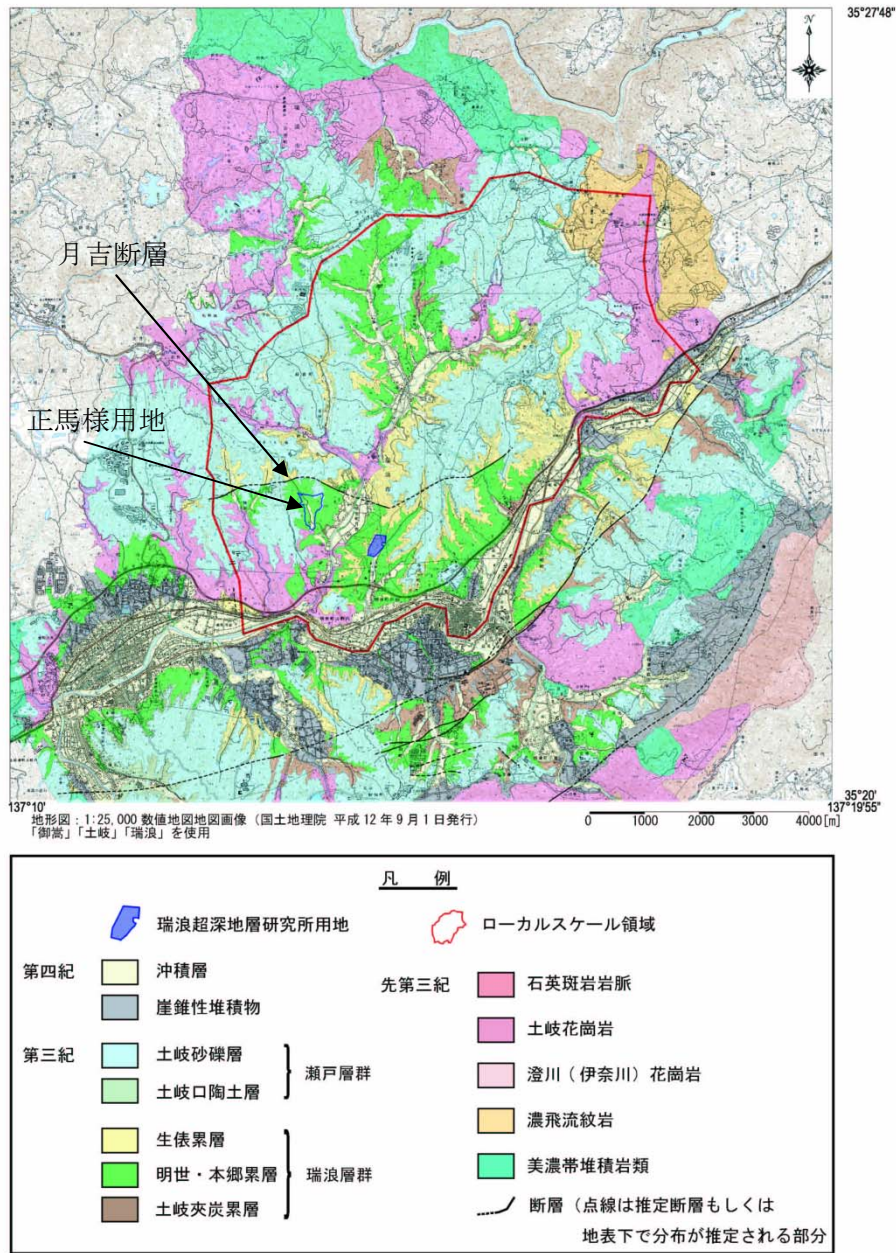 35°27'48"
N
月吉断層
正馬様用地
35°20'
137°10'
137°19'55"
地形図：1:25,000 数値地図地図画像（国土地理院 平成12年9月1日発行）
「御嵩」「土岐」「瑞浪」を使用
0 1000 2000 3000 4000[m]
凡 例
瑞浪超深地層研究所用地
ローカルスケール領域
第四紀
沖積層
崖錐性堆積物
第三紀
土岐砂礫層
土岐口陶土層
瀬戸層群
生俵累層
明世・本郷累層
土岐夾炭累層
瑞浪層群
先第三紀
石英斑岩岩脈
土岐花崗岩
澄川（伊奈川）花崗岩
濃飛流紋岩
美濃帯堆積岩類
断層（点線は推定断層もしくは
地表下で分布が推定される部分